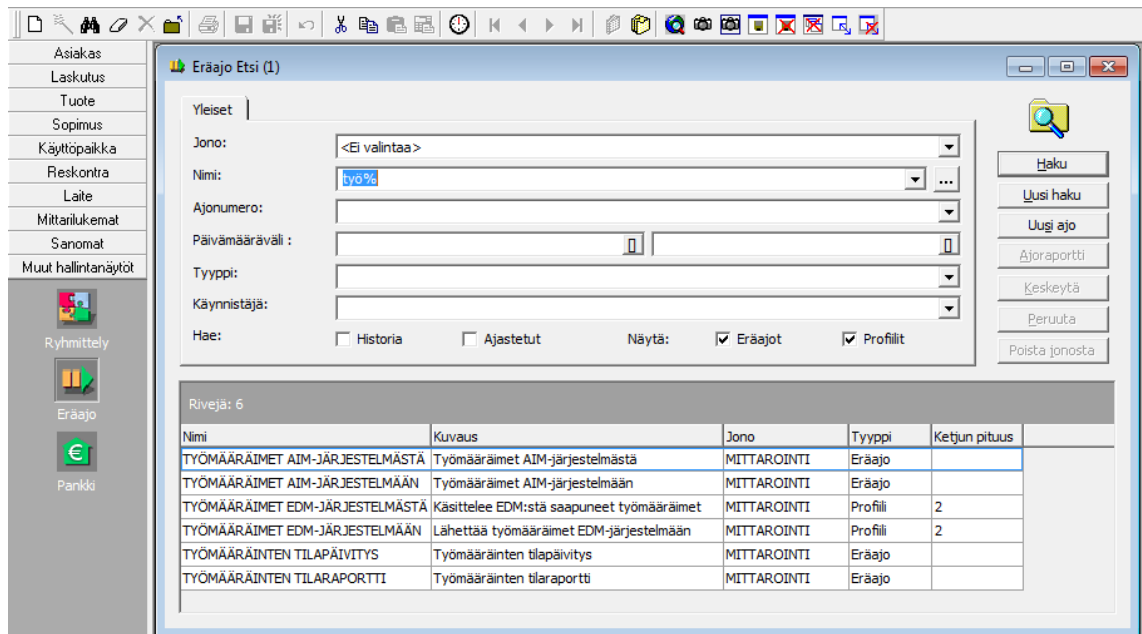 Asiakas
Laskutus
Tuote
Sopimus
Käyttöpaikka
Reskontra
Laite
Mittarilukemat
Sanomat
Muut hallintanäytöt
Ryhmittely
Eräajo
Pankki
Eräajo Etsi (1)
Yleiset
Jono: <Ei valintaa>
Nimi: työ% ...
Ajonumero:
Päivämääräväli :
Tyyppi:
Käynnistäjä:
Hae: Historia Ajastetut Näytä: Eräajot Profiilit
Haku
Uusi haku
Uusi ajo
Ajoraportti
Keskeytä
Peruuta
Poista jonosta
Rivejä: 6
Nimi Kuvaus Jono Tyyppi Ketjun pituus
TYÖMÄÄRÄIMET AIM-JÄRJESTELMÄSTÄ Työmääräimet AIM-järjestelmästä MITTAROINTI Eräajo
TYÖMÄÄRÄIMET AIM-JÄRJESTELMÄÄN Työmääräimet AIM-järjestelmään MITTAROINTI Eräajo
TYÖMÄÄRÄIMET EDM-JÄRJESTELMÄSTÄ Käsittelee EDM:stä saapuneet työmääräimet MITTAROINTI Profiili 2
TYÖMÄÄRÄIMET EDM-JÄRJESTELMÄÄN Lähettää työmääräimet EDM-järjestelmään MITTAROINTI Profiili 2
TYÖMÄÄRÄINTEN TILAPÄIVITYS Työmääräinten tilapäivitys MITTAROINTI Eräajo
TYÖMÄÄRÄINTEN TILARAPORTTI Työmääräinten tilaraportti MITTAROINTI Eräajo